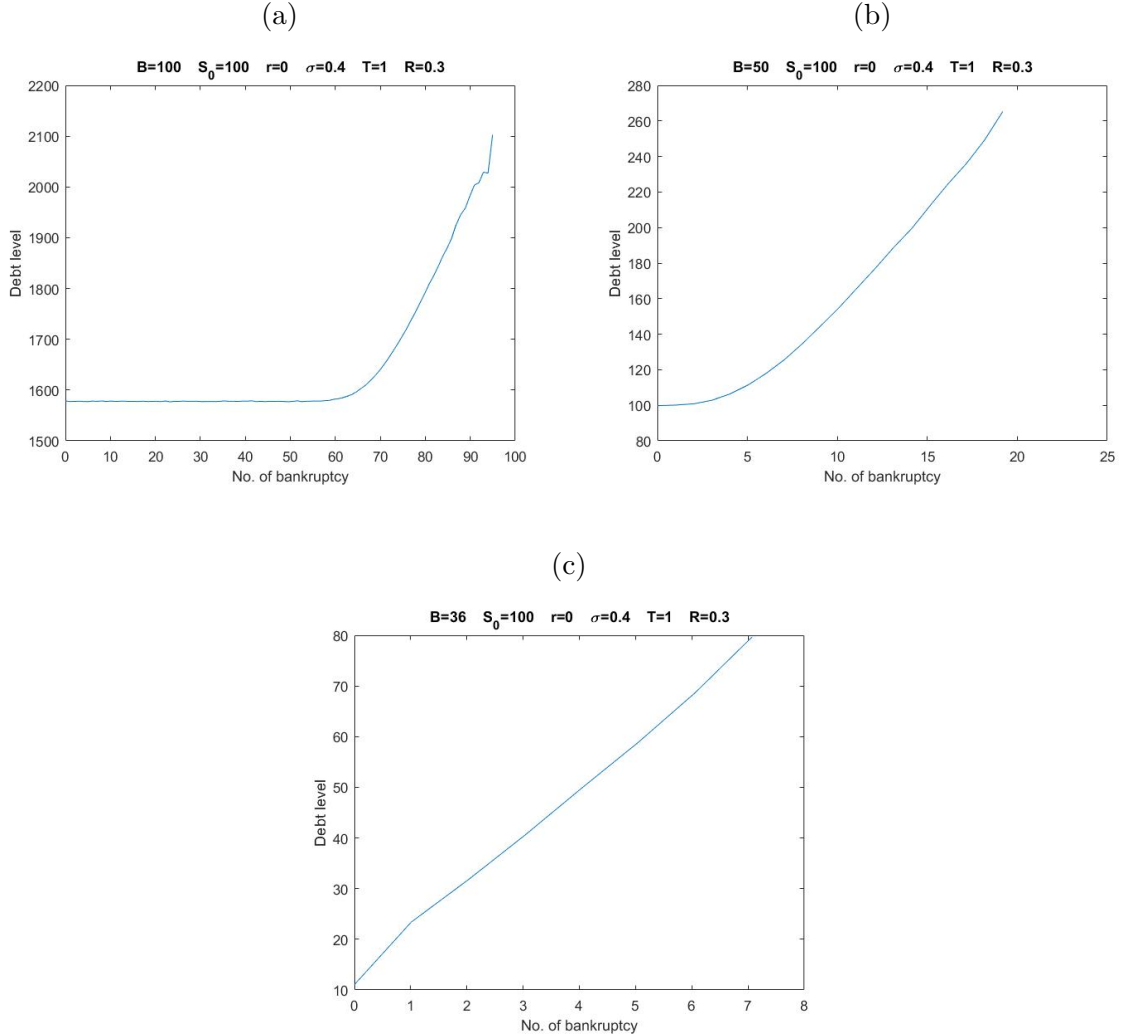 (a)
B=100 S0=100 r=0 σ=0.4 T=1 R=0.3
2200
2100
2000
1900
1800
1700
1600
1500
Debt level
0 10 20 30 40 50 60 70 80 90 100
No. of bankruptcy
(b)
B=50 S0=100 r=0 σ=0.4 T=1 R=0.3
280
260
240
220
200
180
160
140
120
100
80
Debt level
0 5 10 15 20 25
No. of bankruptcy
(c)
B=36 S0=100 r=0 σ=0.4 T=1 R=0.3
80
70
60
50
40
30
20
10
Debt level
0 1 2 3 4 5 6 7 8
No. of bankruptcy